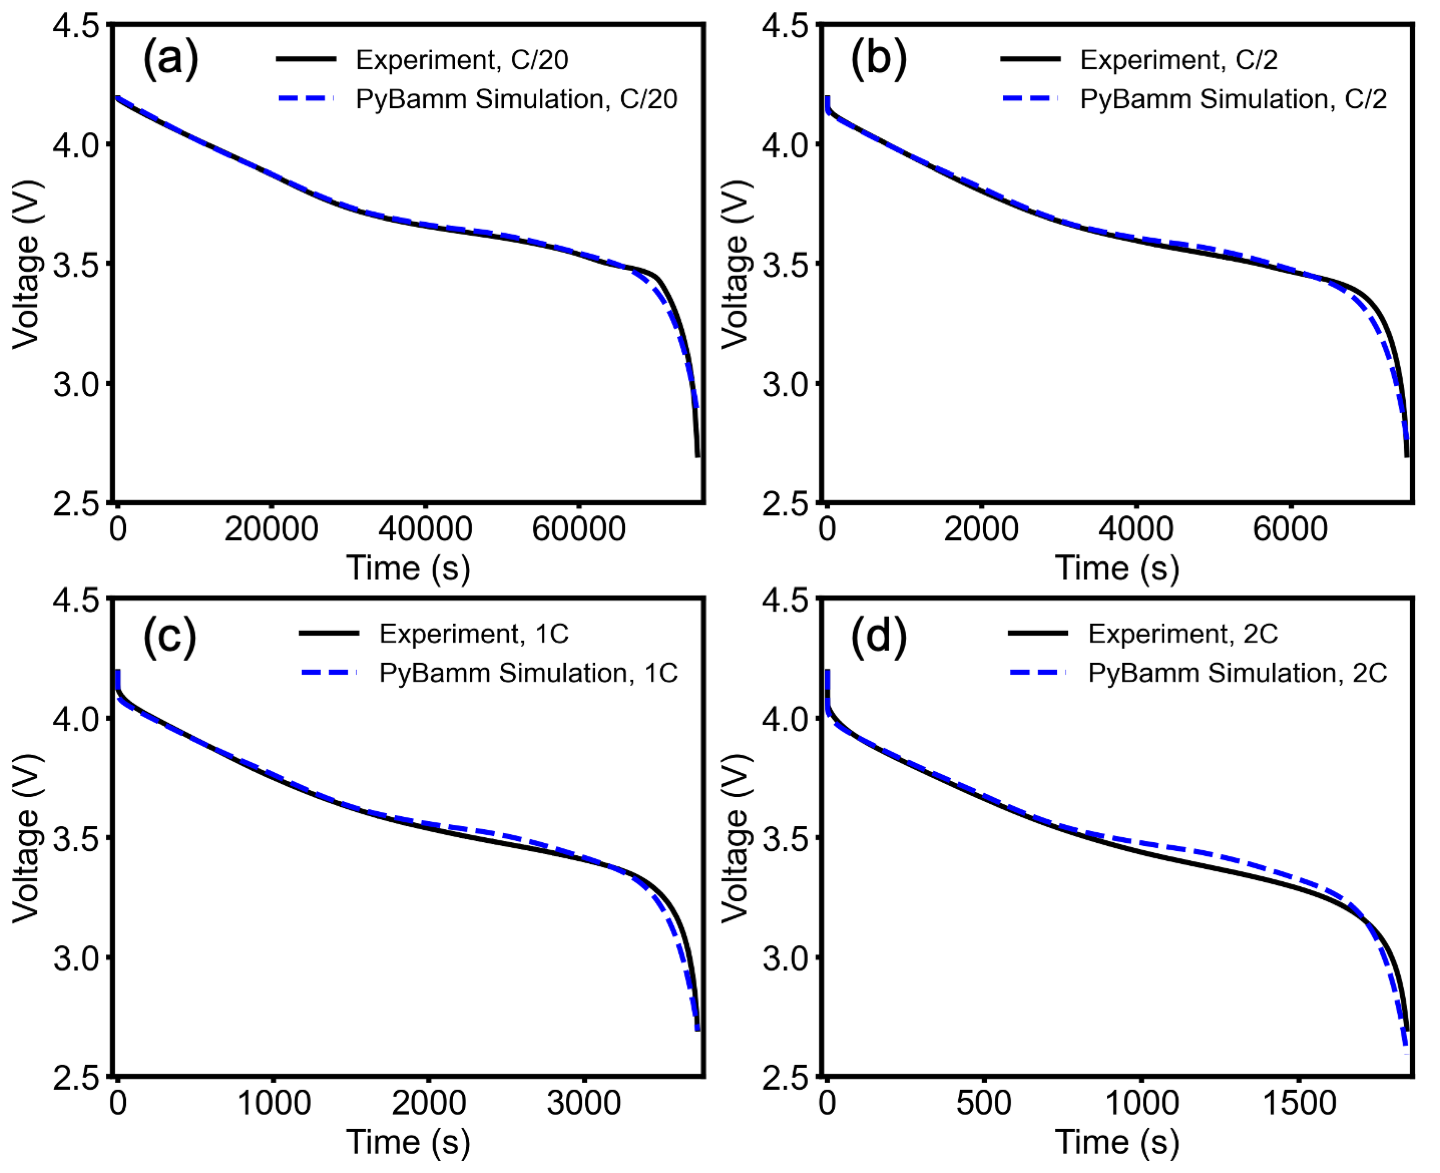 (a)
Experiment, C/20
PyBamm Simulation, C/20
4.5
4.0
3.5
3.0
2.5
Voltage (V)
0 20000 40000 60000
Time (s)
(b)
Experiment, C/2
PyBamm Simulation, C/2
4.5
4.0
3.5
3.0
2.5
Voltage (V)
0 2000 4000 6000
Time (s)
(c)
Experiment, 1C
PyBamm Simulation, 1C
4.5
4.0
3.5
3.0
2.5
Voltage (V)
0 1000 2000 3000
Time (s)
(d)
Experiment, 2C
PyBamm Simulation, 2C
4.5
4.0
3.5
3.0
2.5
Voltage (V)
0 500 1000 1500
Time (s)